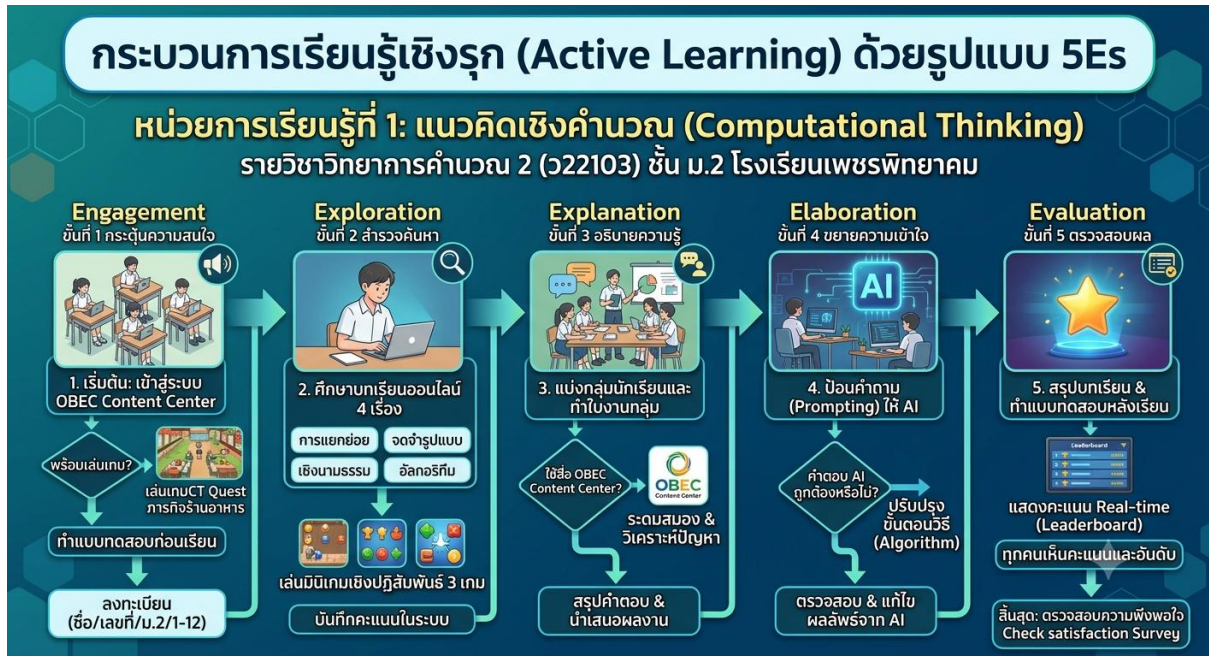 กระบวนการเรียนรู้เชิงรุก (Active Learning) ด้วยรูปแบบ 5Es
หน่วยการเรียนรู้ที่ 1: แนวคิดเชิงคำนวณ (Computational Thinking)
รายวิชาวิทยาการคำนวณ 2 (ว22103) ชั้น ม.2 โรงเรียนเพชรพิทยาคม
Engagement
ขั้นที่ 1 กระตุ้นความสนใจ
1. เริ่มต้น: เข้าสู่ระบบ
OBEC Content Center
พร้อมเล่นเกม?
เล่นเกมCT Quest
ภารกิจร้านอาหาร
ทำแบบทดสอบก่อนเรียน
ลงทะเบียน
(ชื่อ/เลขที่/ม.2/1-12)
Exploration
ขั้นที่ 2 สำรวจค้นหา
2. ศึกษาบทเรียนออนไลน์
4 เรื่อง
การแยกย่อย
จดจำรูปแบบ
เชิงนามธรรม
อัลกอริทึม
เล่นมินิเกมเชิงปฏิสัมพันธ์ 3 เกม
บันทึกคะแนนในระบบ
Explanation
ขั้นที่ 3 อธิบายความรู้
3. แบ่งกลุ่มนักเรียนและ
ทำใบงานกลุ่ม
ใช้สื่อ OBEC
Content Center?
OBEC
Content Center
ระดมสมอง &
วิเคราะห์ปัญหา
สรุปคำตอบ &
นำเสนอผลงาน
Elaboration
ขั้นที่ 4 ขยายความเข้าใจ
AI
4. ป้อนคำถาม
(Prompting) ให้ AI
คำตอบ AI
ถูกต้องหรือไม่?
ปรับปรุง
ขั้นตอนวิธี
(Algorithm)
ตรวจสอบ & แก้ไข
ผลลัพธ์จาก AI
Evaluation
ขั้นที่ 5 ตรวจสอบผล
5. สรุปบทเรียน &
ทำแบบทดสอบหลังเรียน
Leaderboard
แสดงคะแนน Real-time
(Leaderboard)
ทุกคนเห็นคะแนนและอันดับ
สิ้นสุด: ตรวจสอบความพึงพอใจ
Check satisfaction Survey